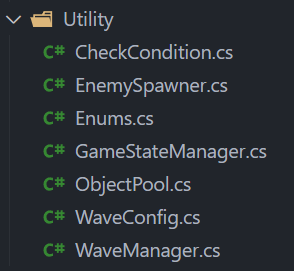 Utility
C# CheckCondition.cs
C# EnemySpawner.cs
C# Enums.cs
C# GameStateManager.cs
C# ObjectPool.cs
C# WaveConfig.cs
C# WaveManager.cs